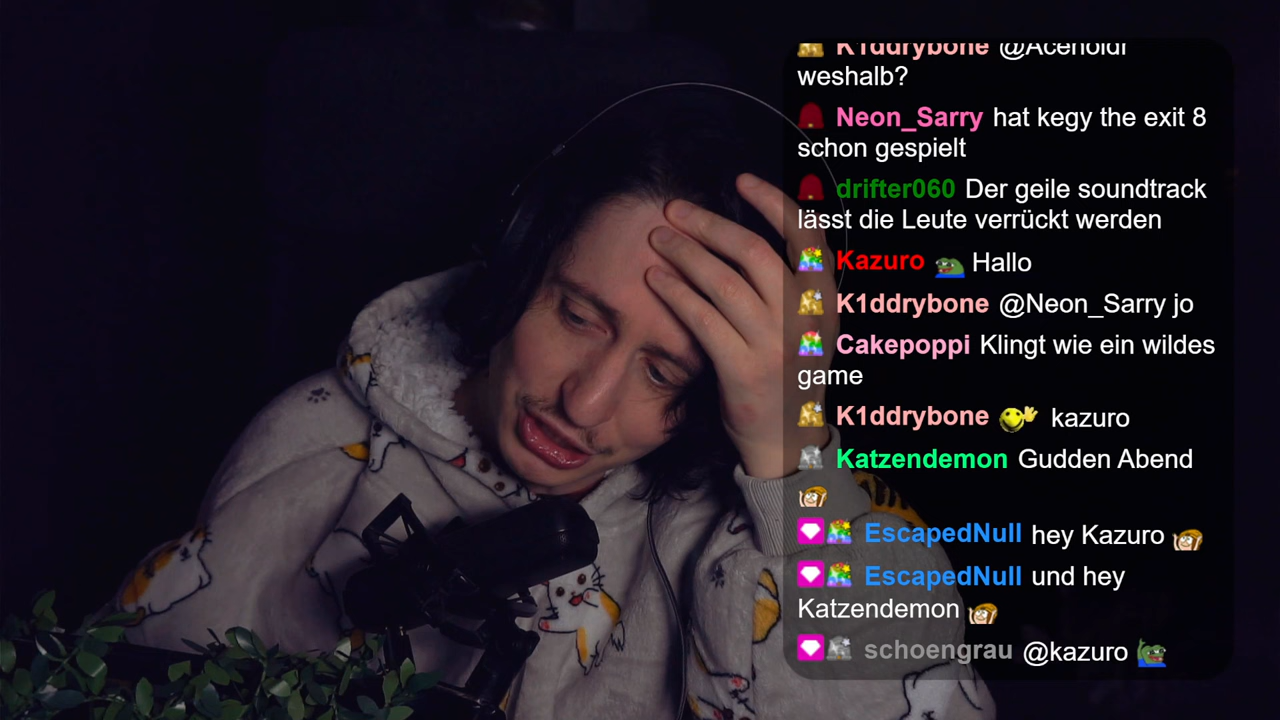 K1ddrybone @Aceholdr
weshalb?
Neon_Sarry hat kegy the exit 8
schon gespielt
drifter060 Der geile soundtrack
lässt die Leute verrückt werden
Kazuro Hallo
K1ddrybone @Neon_Sarry jo
Cakepoppi Klingt wie ein wildes
game
K1ddrybone kazuro
Katzendemon Gudden Abend
EscapedNull hey Kazuro
EscapedNull und hey
Katzendemon
schoengrau @kazuro